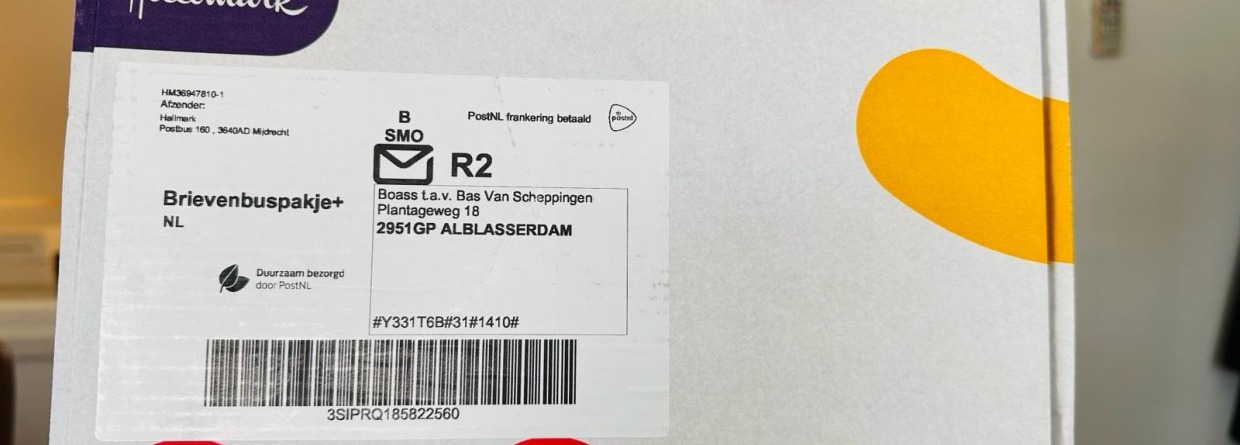 Hallmark
HM36947810-1
Afzender:
Hallmark
Postbus 160 , 3640AD Mijdrecht
B
SMO
PostNL frankering betaald
postnl
R2
Brievenbuspakje+
NL
Boass t.a.v. Bas Van Scheppingen
Plantageweg 18
2951GP ALBLASSERDAM
Duurzaam bezorgd
door PostNL
#Y331T6B#31#1410#
3SIPRQ185822560